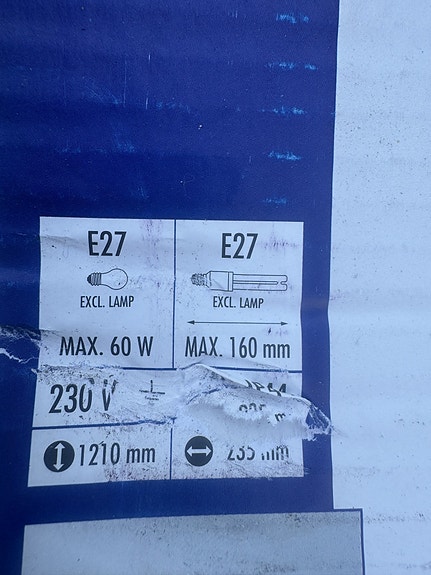 E27 E27
EXCL. LAMP EXCL. LAMP
MAX. 60 W MAX. 160 mm
230 V
1210 mm 235 mm